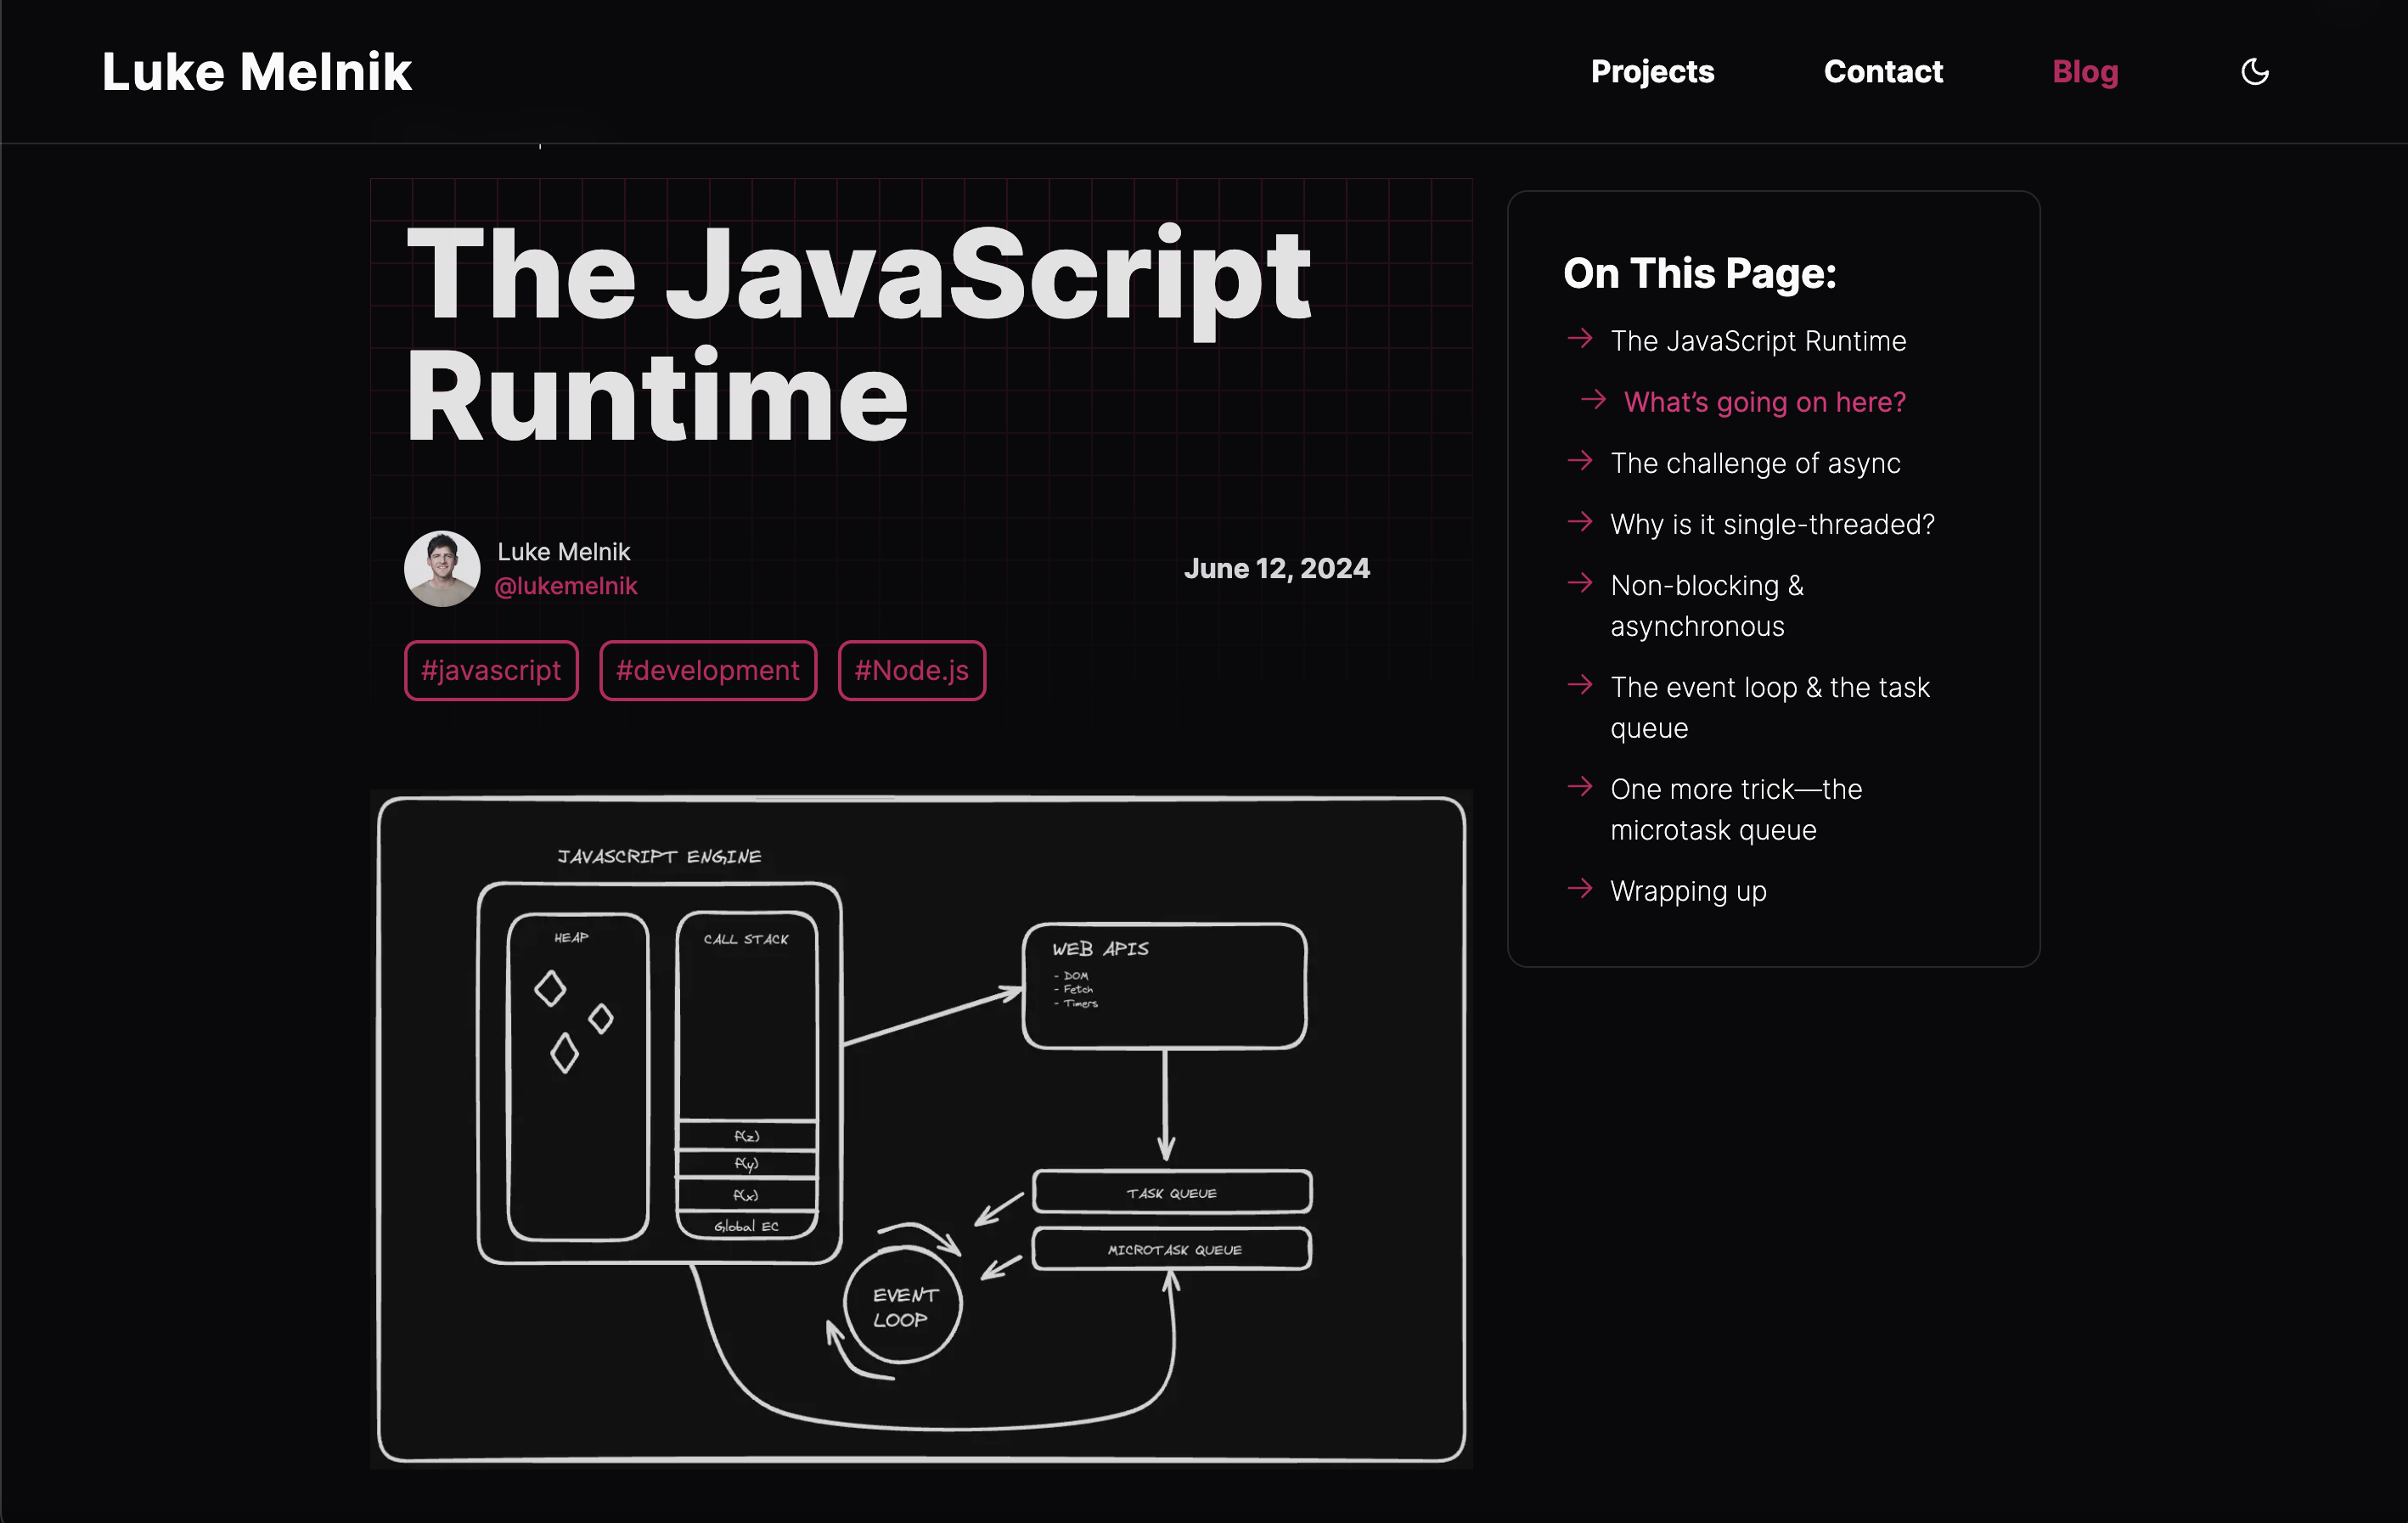 Luke Melnik
Projects
Contact
Blog
The JavaScript
Runtime
Luke Melnik
@lukemelnik
June 12, 2024
#javascript
#development
#Node.js
On This Page:
The JavaScript Runtime
What’s going on here?
The challenge of async
Why is it single-threaded?
Non-blocking &
asynchronous
The event loop & the task
queue
One more trick—the
microtask queue
Wrapping up
JAVASCRIPT ENGINE
HEAP
CALL STACK
f(z)
f(y)
f(x)
Global EC
WEB APIS
- DOM
- Fetch
- Timers
TASK QUEUE
MICROTASK QUEUE
EVENT
LOOP